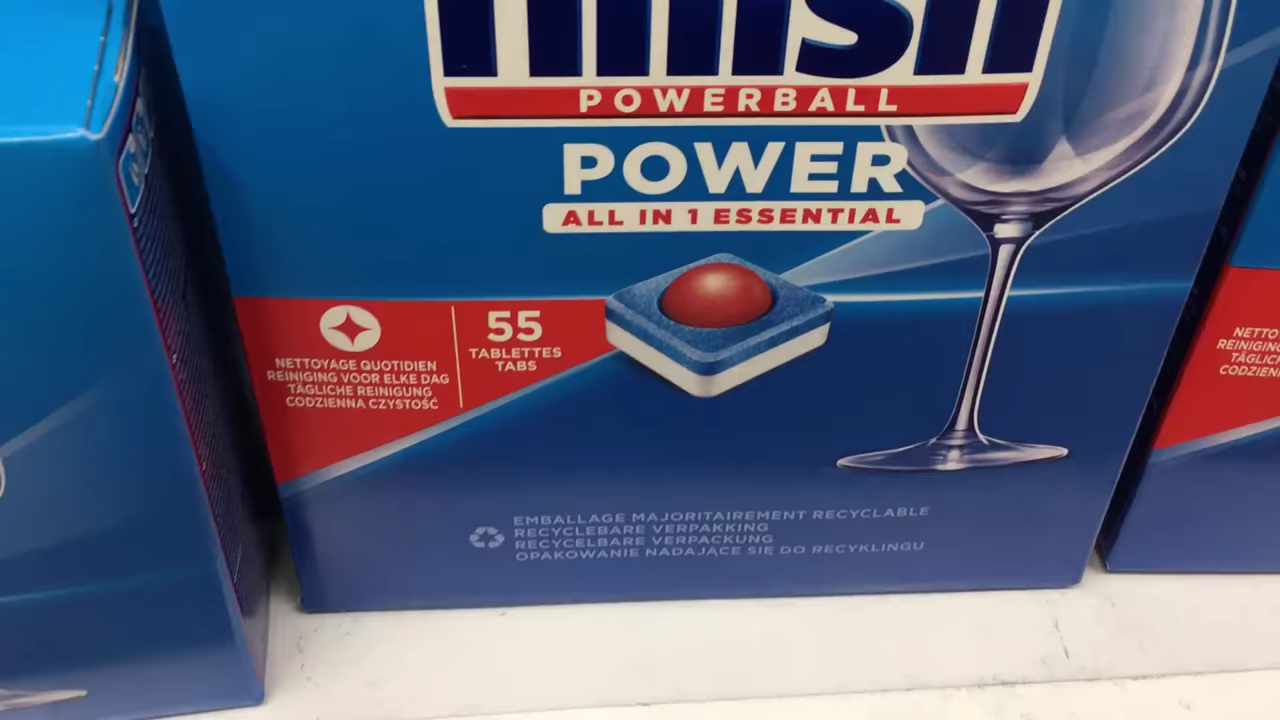 finish
POWERBALL
POWER
ALL IN 1 ESSENTIAL
55
TABLETTES
TABS
NETTOYAGE QUOTIDIEN
REINIGING VOOR ELKE DAG
TÄGLICHE REINIGUNG
CODZIENNA CZYSTOŚĆ
EMBALLAGE MAJORITAIREMENT RECYCLABLE
RECYCLEBARE VERPAKKING
RECYCELBARE VERPACKUNG
OPAKOWANIE NADAJĄCE SIĘ DO RECYKLINGU